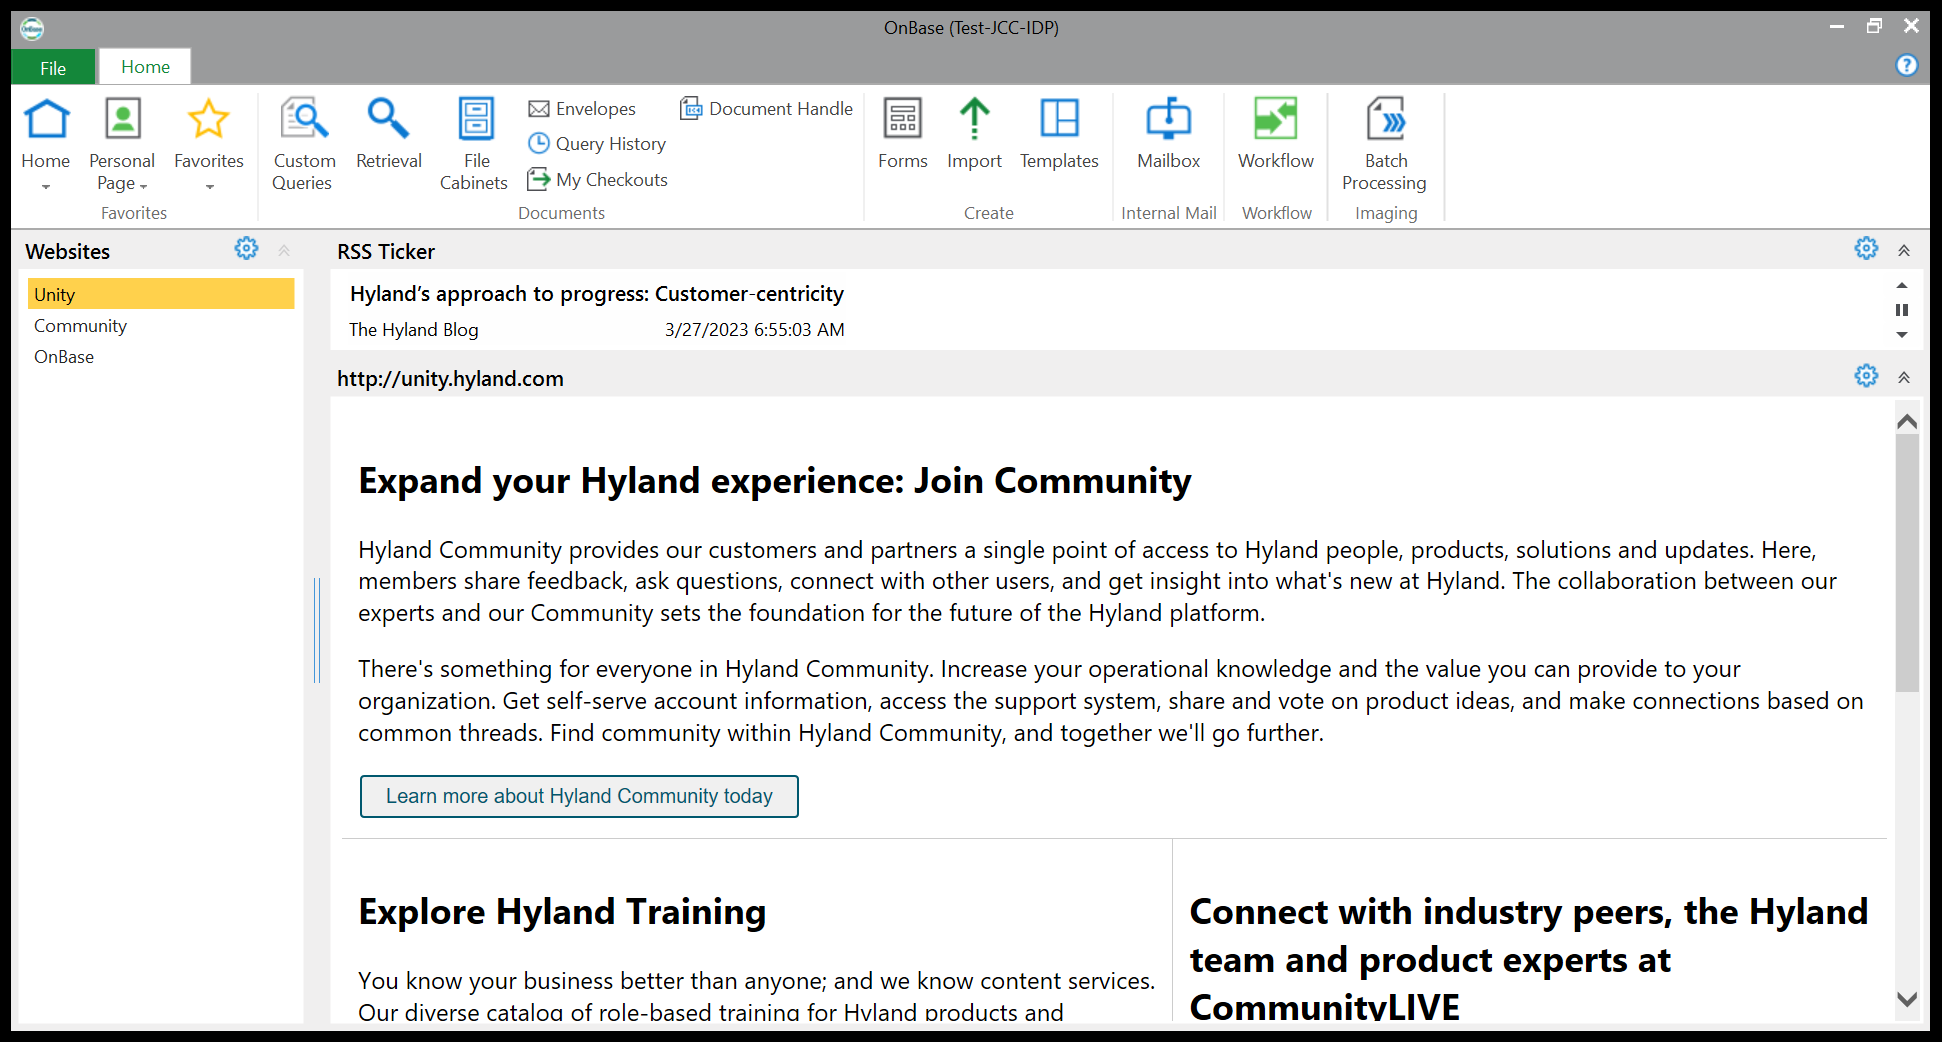 OnBase (Test-JCC-IDP)
File
Home
Home
Personal
Page
Favorites
Favorites
Custom
Queries
Retrieval
File
Cabinets
Envelopes
Query History
My Checkouts
Document Handle
Documents
Forms
Import
Templates
Create
Mailbox
Internal Mail
Workflow
Workflow
Batch
Processing
Imaging
Websites
Unity
Community
OnBase
RSS Ticker
Hyland’s approach to progress: Customer-centricity
The Hyland Blog 3/27/2023 6:55:03 AM
http://unity.hyland.com
Expand your Hyland experience: Join Community
Hyland Community provides our customers and partners a single point of access to Hyland people, products, solutions and updates. Here,
members share feedback, ask questions, connect with other users, and get insight into what's new at Hyland. The collaboration between our
experts and our Community sets the foundation for the future of the Hyland platform.
There's something for everyone in Hyland Community. Increase your operational knowledge and the value you can provide to your
organization. Get self-serve account information, access the support system, share and vote on product ideas, and make connections based on
common threads. Find community within Hyland Community, and together we'll go further.
Learn more about Hyland Community today
Explore Hyland Training
You know your business better than anyone; and we know content services.
Our diverse catalog of role-based training for Hyland products and
Connect with industry peers, the Hyland
team and product experts at
CommunityLIVE